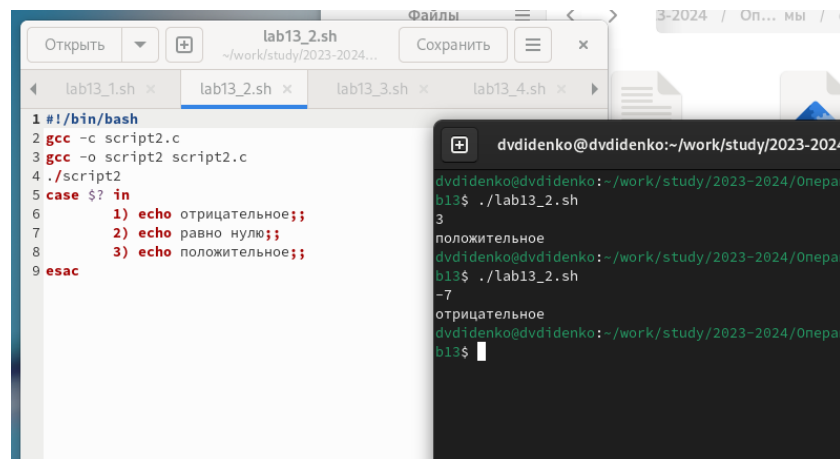 Файлы
3-2024 / Оп... мы /
Открыть
lab13_2.sh
~/work/study/2023-2024...
Сохранить
lab13_1.sh
lab13_2.sh
lab13_3.sh
lab13_4.sh
1 #!/bin/bash
2 gcc -c script2.c
3 gcc -o script2 script2.c
4 ./script2
5 case $? in
6 1) echo отрицательное;;
7 2) echo равно нулю;;
8 3) echo положительное;;
9 esac
dvdidenko@dvdidenko:~/work/study/2023-2024
dvdidenko@dvdidenko:~/work/study/2023-2024/Опера
b13$ ./lab13_2.sh
3
положительное
dvdidenko@dvdidenko:~/work/study/2023-2024/Опера
b13$ ./lab13_2.sh
-7
отрицательное
dvdidenko@dvdidenko:~/work/study/2023-2024/Опера
b13$